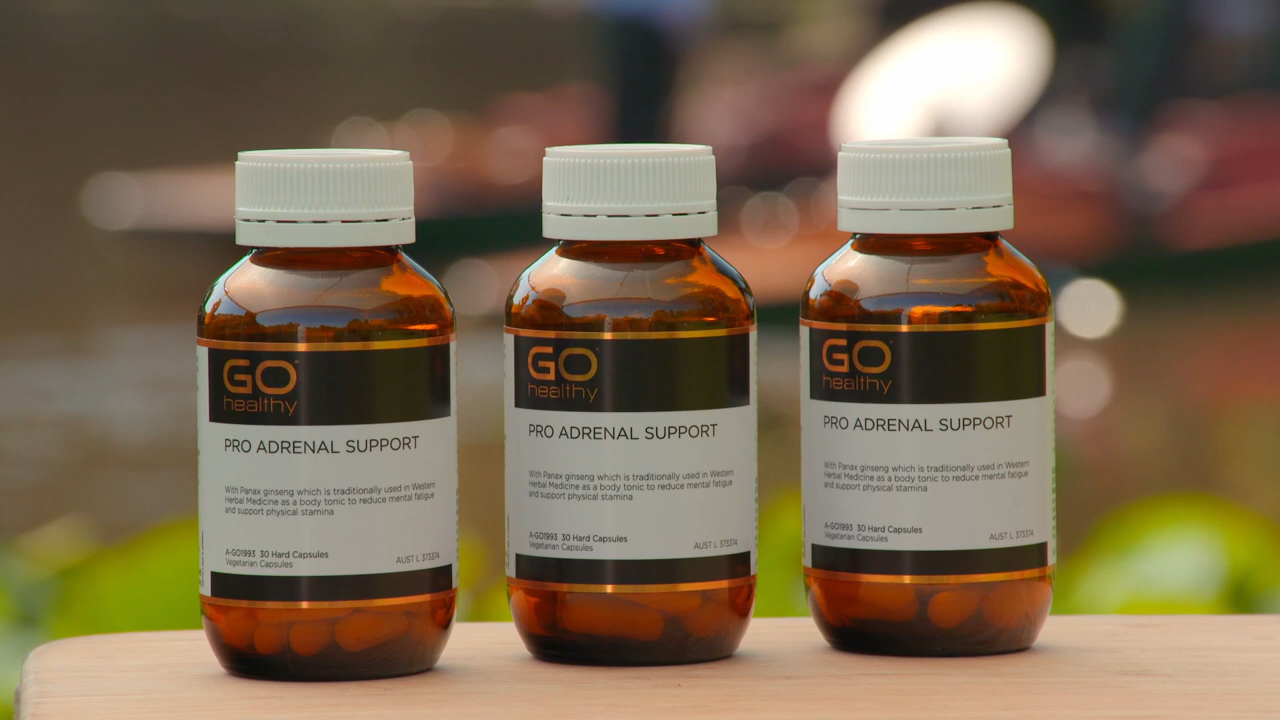 GO
healthy
PRO ADRENAL SUPPORT
With Panax ginseng which is traditionally used in Western
Herbal Medicine as a body tonic to reduce mental fatigue
and support physical stamina
A-GO1993 30 Hard Capsules
Vegetarian Capsules
AUST L 373374
GO
healthy
PRO ADRENAL SUPPORT
With Panax ginseng which is traditionally used in Western
Herbal Medicine as a body tonic to reduce mental fatigue
and support physical stamina
A-GO1993 30 Hard Capsules
Vegetarian Capsules
AUST L 373374
GO
healthy
PRO ADRENAL SUPPORT
With Panax ginseng which is traditionally used in Western
Herbal Medicine as a body tonic to reduce mental fatigue
and support physical stamina
A-GO1993 30 Hard Capsules
Vegetarian Capsules
AUST L 373374